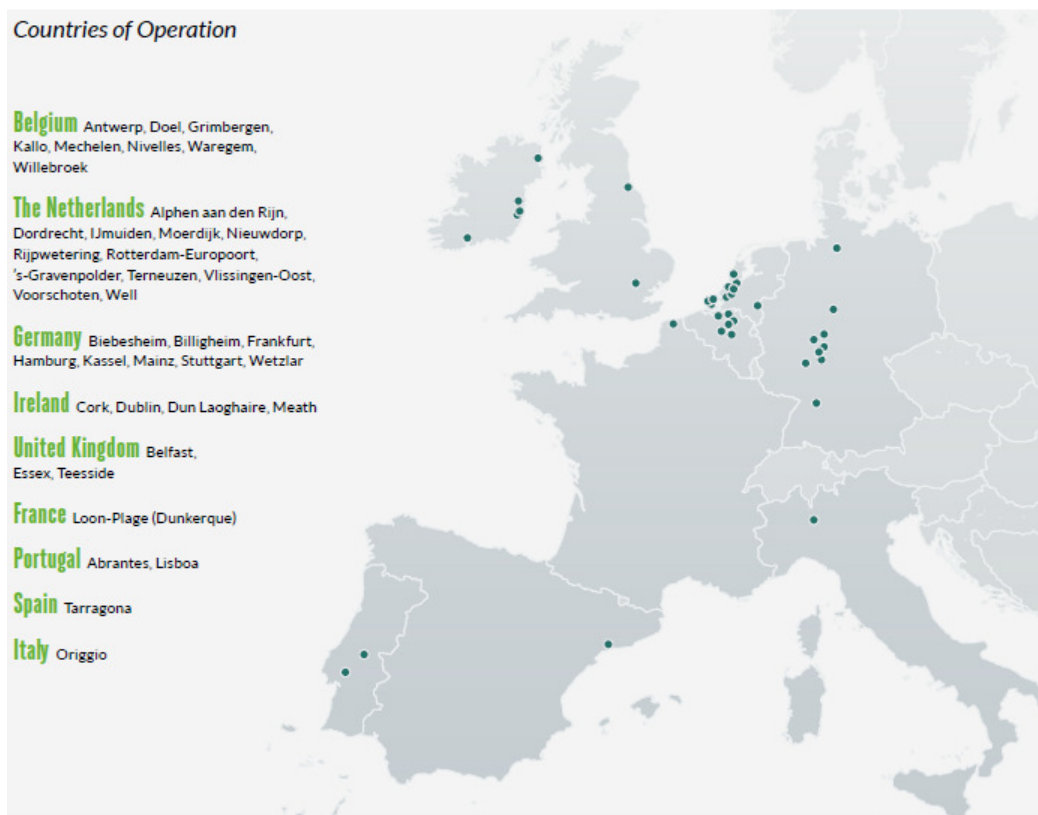 Countries of Operation
Belgium Antwerp, Doel, Grimbergen,
Kallo, Mechelen, Nivelles, Waregem,
Willebroek
The Netherlands Alphen aan den Rijn,
Dordrecht, IJmuiden, Moerdijk, Nieuwdorp,
Rijpwetering, Rotterdam-Europoort,
's-Gravenpolder, Terneuzen, Vlissingen-Oost,
Voorschoten, Well
Germany Biebesheim, Billigheim, Frankfurt,
Hamburg, Kassel, Mainz, Stuttgart, Wetzlar
Ireland Cork, Dublin, Dun Laoghaire, Meath
United Kingdom Belfast,
Essex, Teesside
France Loon-Plage (Dunkerque)
Portugal Abrantes, Lisboa
Spain Tarragona
Italy Origgio